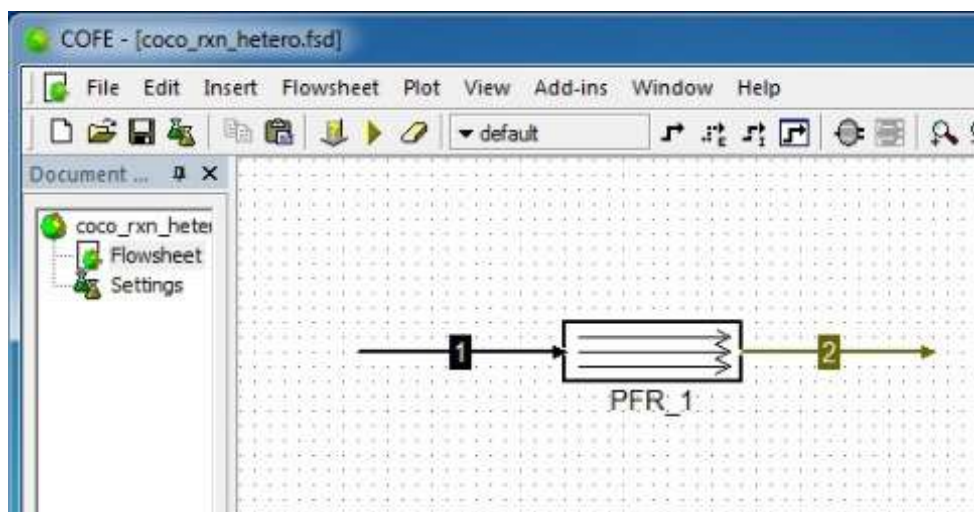 COFE - [coco_rxn_hetero.fsd]
File Edit Insert Flowsheet Plot View Add-ins Window Help
default
Document ...
coco_rxn_heter
Flowsheet
Settings
1
2
PFR_1